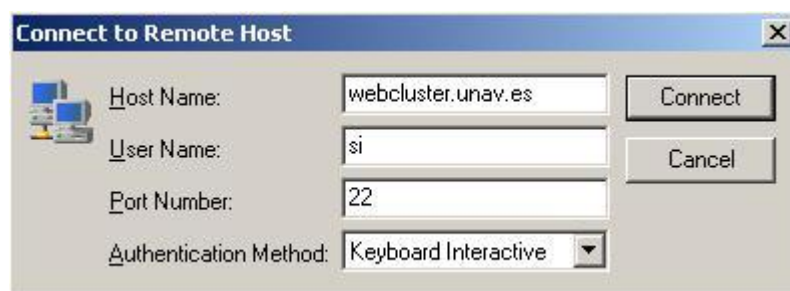 Connect to Remote Host
Host Name: webcluster.unav.es Connect
User Name: si Cancel
Port Number: 22
Authentication Method: Keyboard Interactive